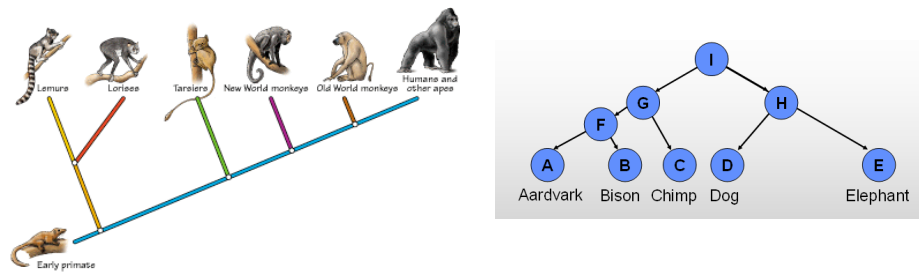 Lemurs
Lorises
Tarsiers
New World monkeys
Old World monkeys
Humans and
other apes
Early primate
I
G
H
F
A
B
C
D
E
Aardvark
Bison
Chimp
Dog
Elephant